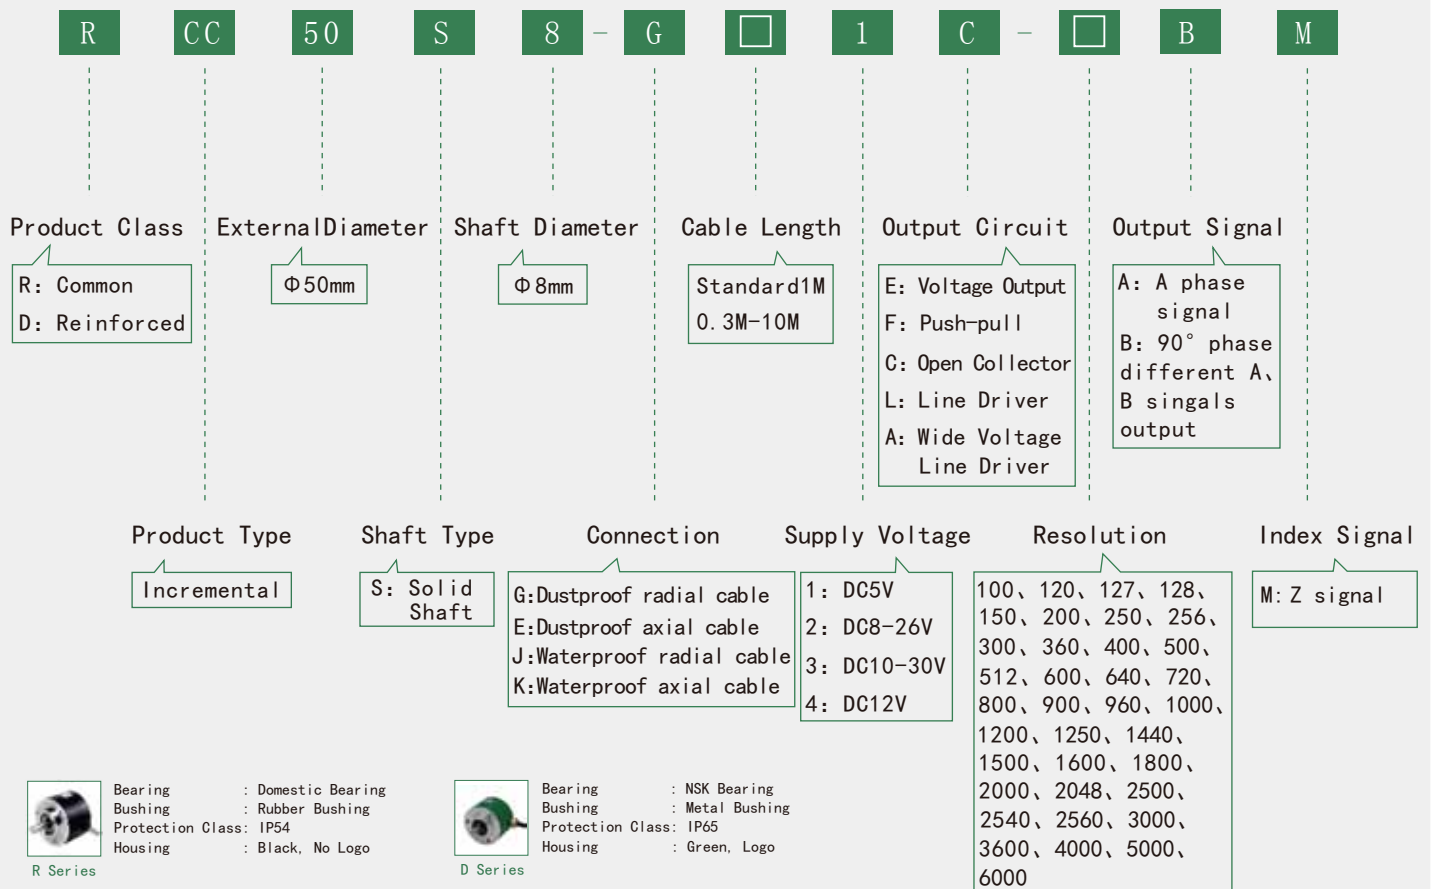 R CC 50 S 8 - G □ 1 C - □ B M
Product Class
R: Common
D: Reinforced
ExternalDiameter
Φ50mm
Shaft Diameter
Φ8mm
Cable Length
Standard1M
0.3M-10M
Output Circuit
E: Voltage Output
F: Push-pull
C: Open Collector
L: Line Driver
A: Wide Voltage
Line Driver
Output Signal
A: A phase
signal
B: 90° phase
different A、
B singals
output
Product Type
Incremental
Shaft Type
S: Solid
Shaft
Connection
G:Dustproof radial cable
E:Dustproof axial cable
J:Waterproof radial cable
K:Waterproof axial cable
Supply Voltage
1: DC5V
2: DC8-26V
3: DC10-30V
4: DC12V
Resolution
100、120、127、128、
150、200、250、256、
300、360、400、500、
512、600、640、720、
800、900、960、1000、
1200、1250、1440、
1500、1600、1800、
2000、2048、2500、
2540、2560、3000、
3600、4000、5000、
6000
Index Signal
M: Z signal
Bearing : Domestic Bearing
Bushing : Rubber Bushing
Protection Class: IP54
Housing : Black, No Logo
R Series
Bearing : NSK Bearing
Bushing : Metal Bushing
Protection Class: IP65
Housing : Green, Logo
D Series